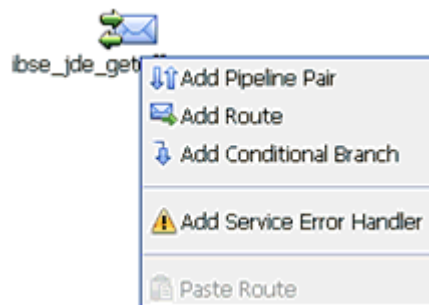 ibse_jde_get
Add Pipeline Pair
Add Route
Add Conditional Branch
Add Service Error Handler
Paste Route